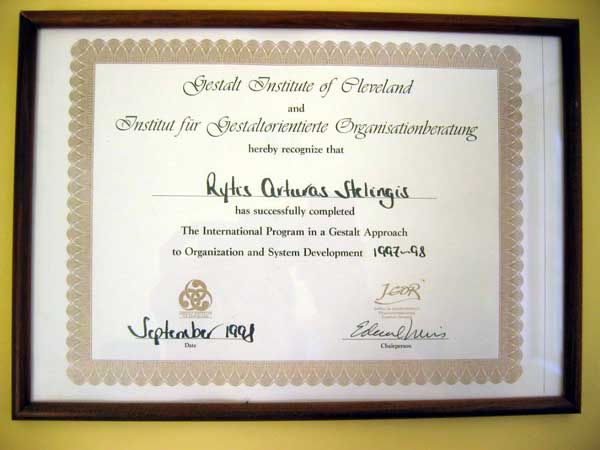 Gestalt Institute of Cleveland
and
Institut für Gestaltorientierte Organisationberatung
hereby recognize that
Rytis Arturas Stelingis
has successfully completed
The International Program in a Gestalt Approach
to Organization and System Development 1997-98
IGOR
September 1998
Date
Chairperson